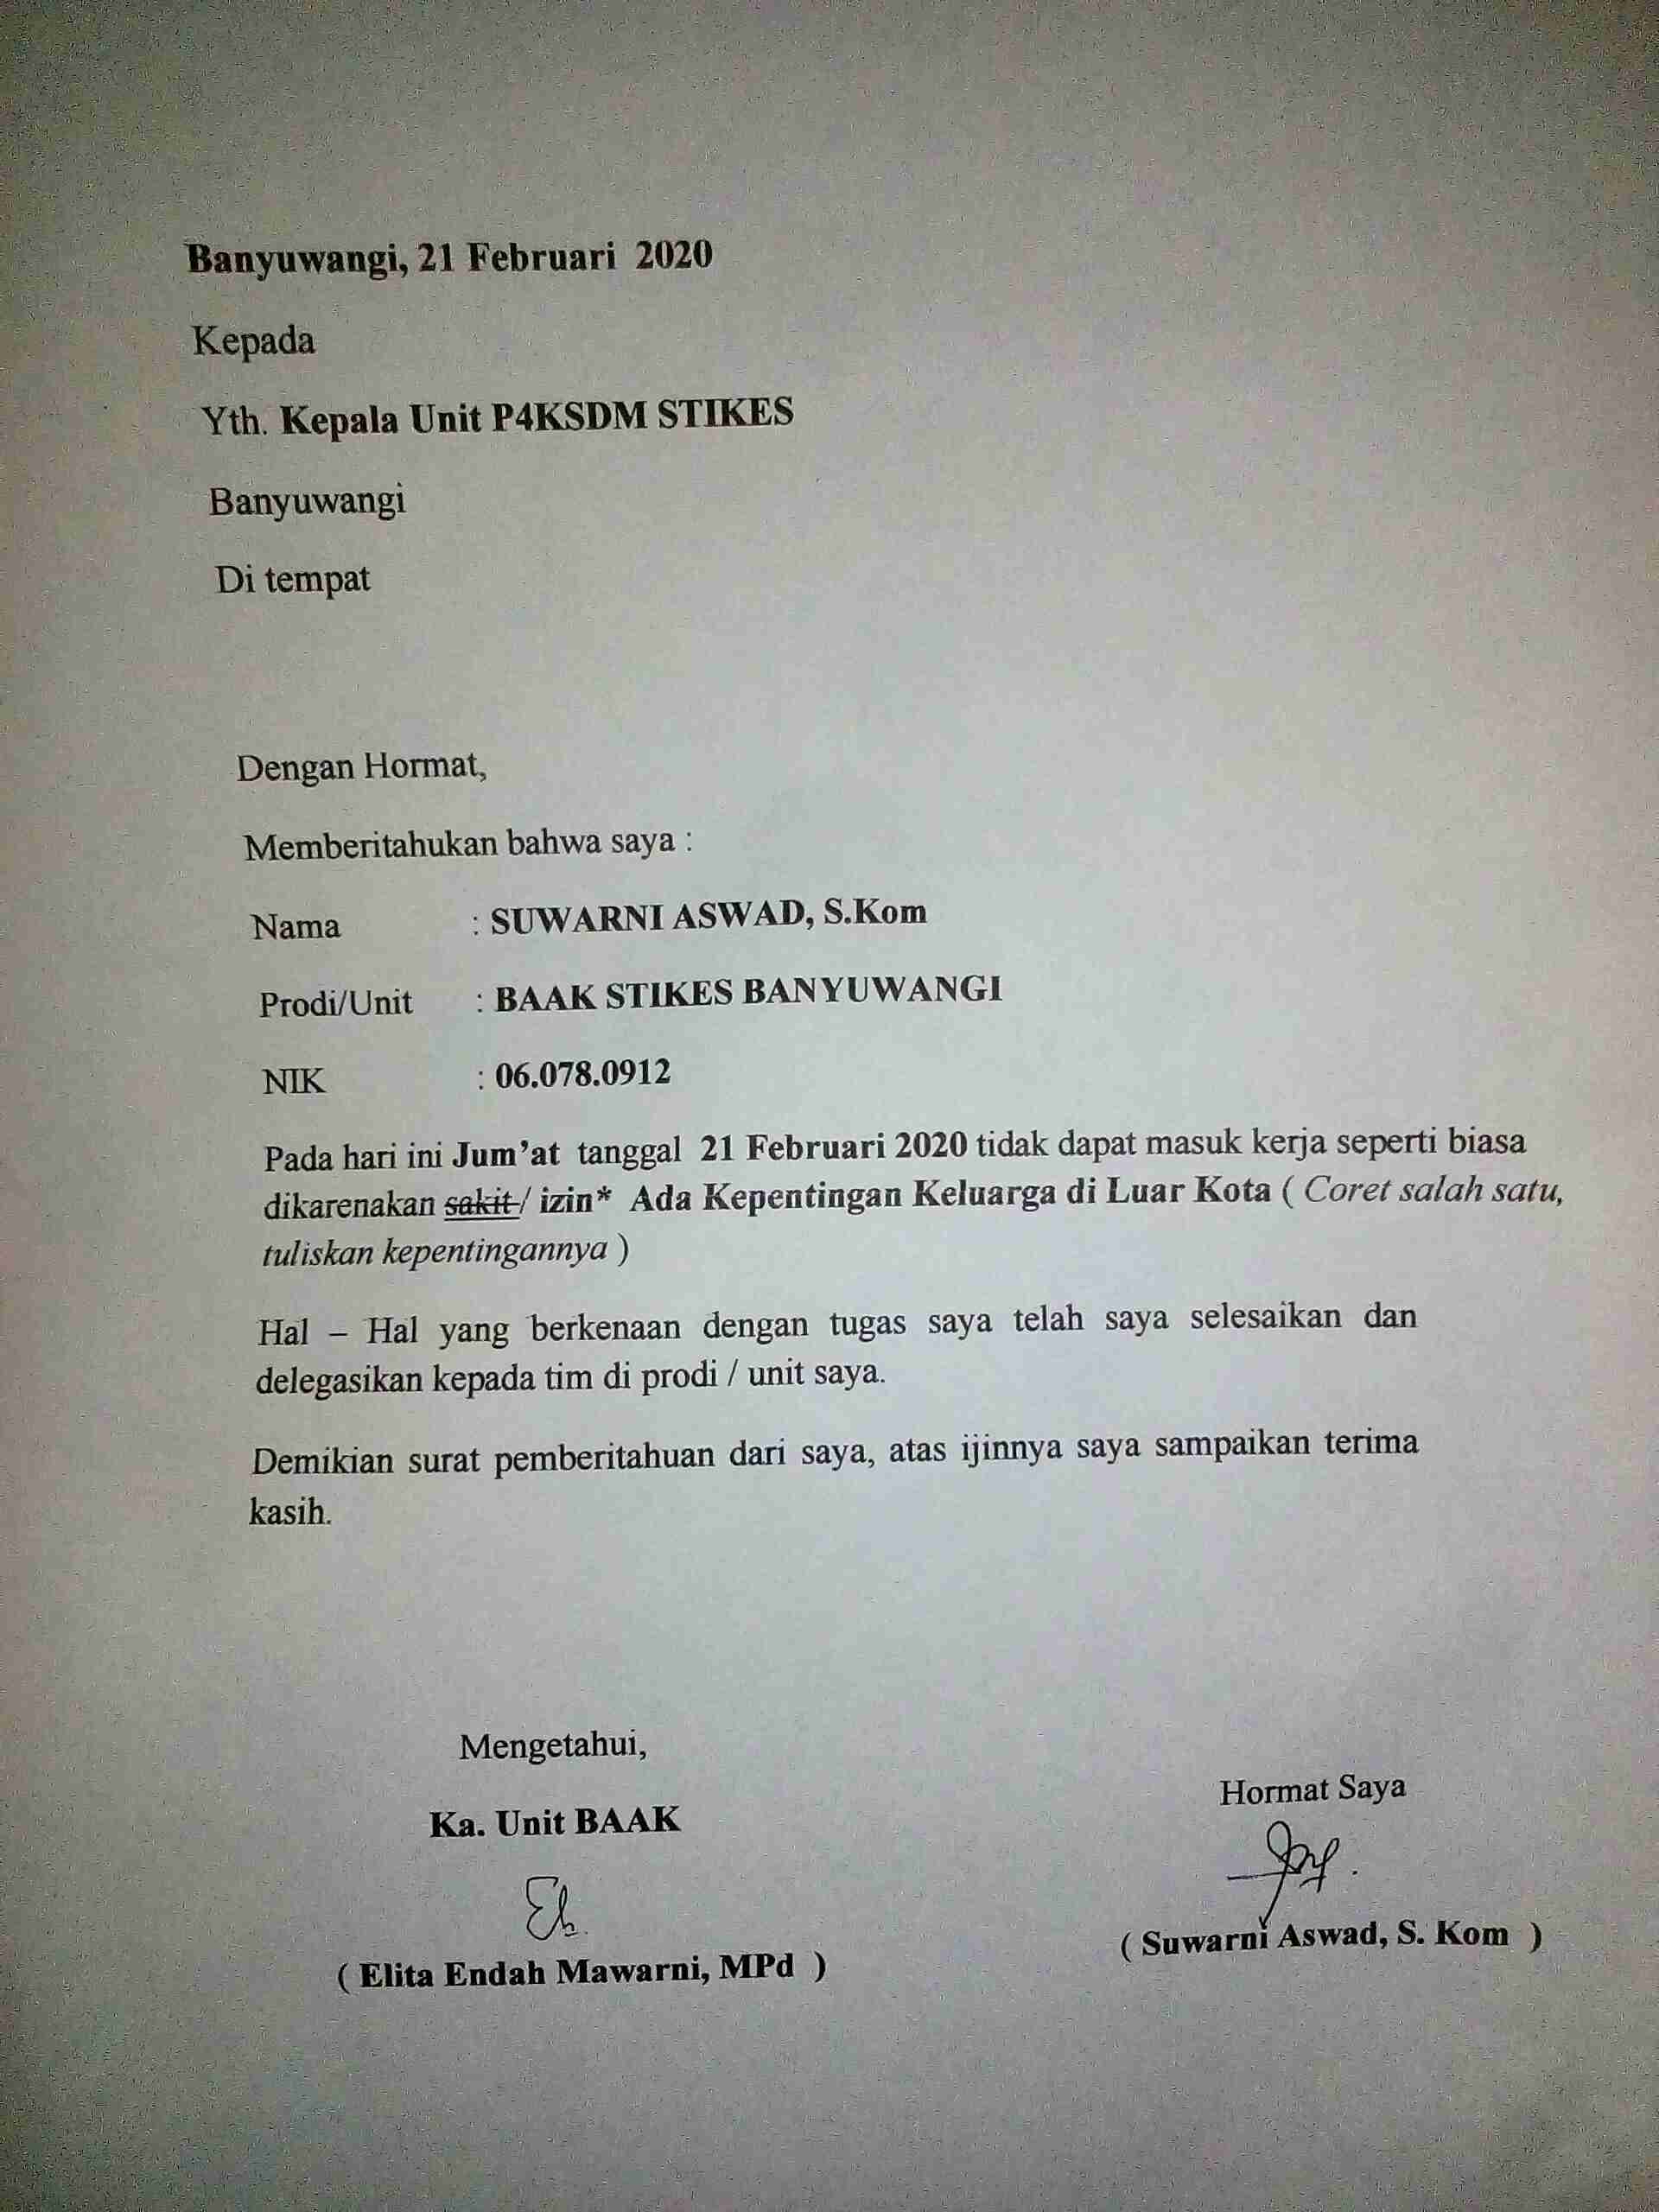 Banyuwangi, 21 Februari 2020
Kepada
Yth. Kepala Unit P4KSDM STIKES
Banyuwangi
Di tempat
Dengan Hormat,
Memberitahukan bahwa saya :
Nama : SUWARNI ASWAD, S.Kom
Prodi/Unit : BAAK STIKES BANYUWANGI
NIK : 06.078.0912
Pada hari ini Jum'at tanggal 21 Februari 2020 tidak dapat masuk kerja seperti biasa
dikarenakan sakit / izin* Ada Kepentingan Keluarga di Luar Kota ( Coret salah satu,
tuliskan kepentingannya )
Hal – Hal yang berkenaan dengan tugas saya telah saya selesaikan dan
delegasikan kepada tim di prodi / unit saya.
Demikian surat pemberitahuan dari saya, atas ijinnya saya sampaikan terima
kasih.
Mengetahui,
Ka. Unit BAAK
( Elita Endah Mawarni, MPd )
Hormat Saya
( Suwarni Aswad, S. Kom )